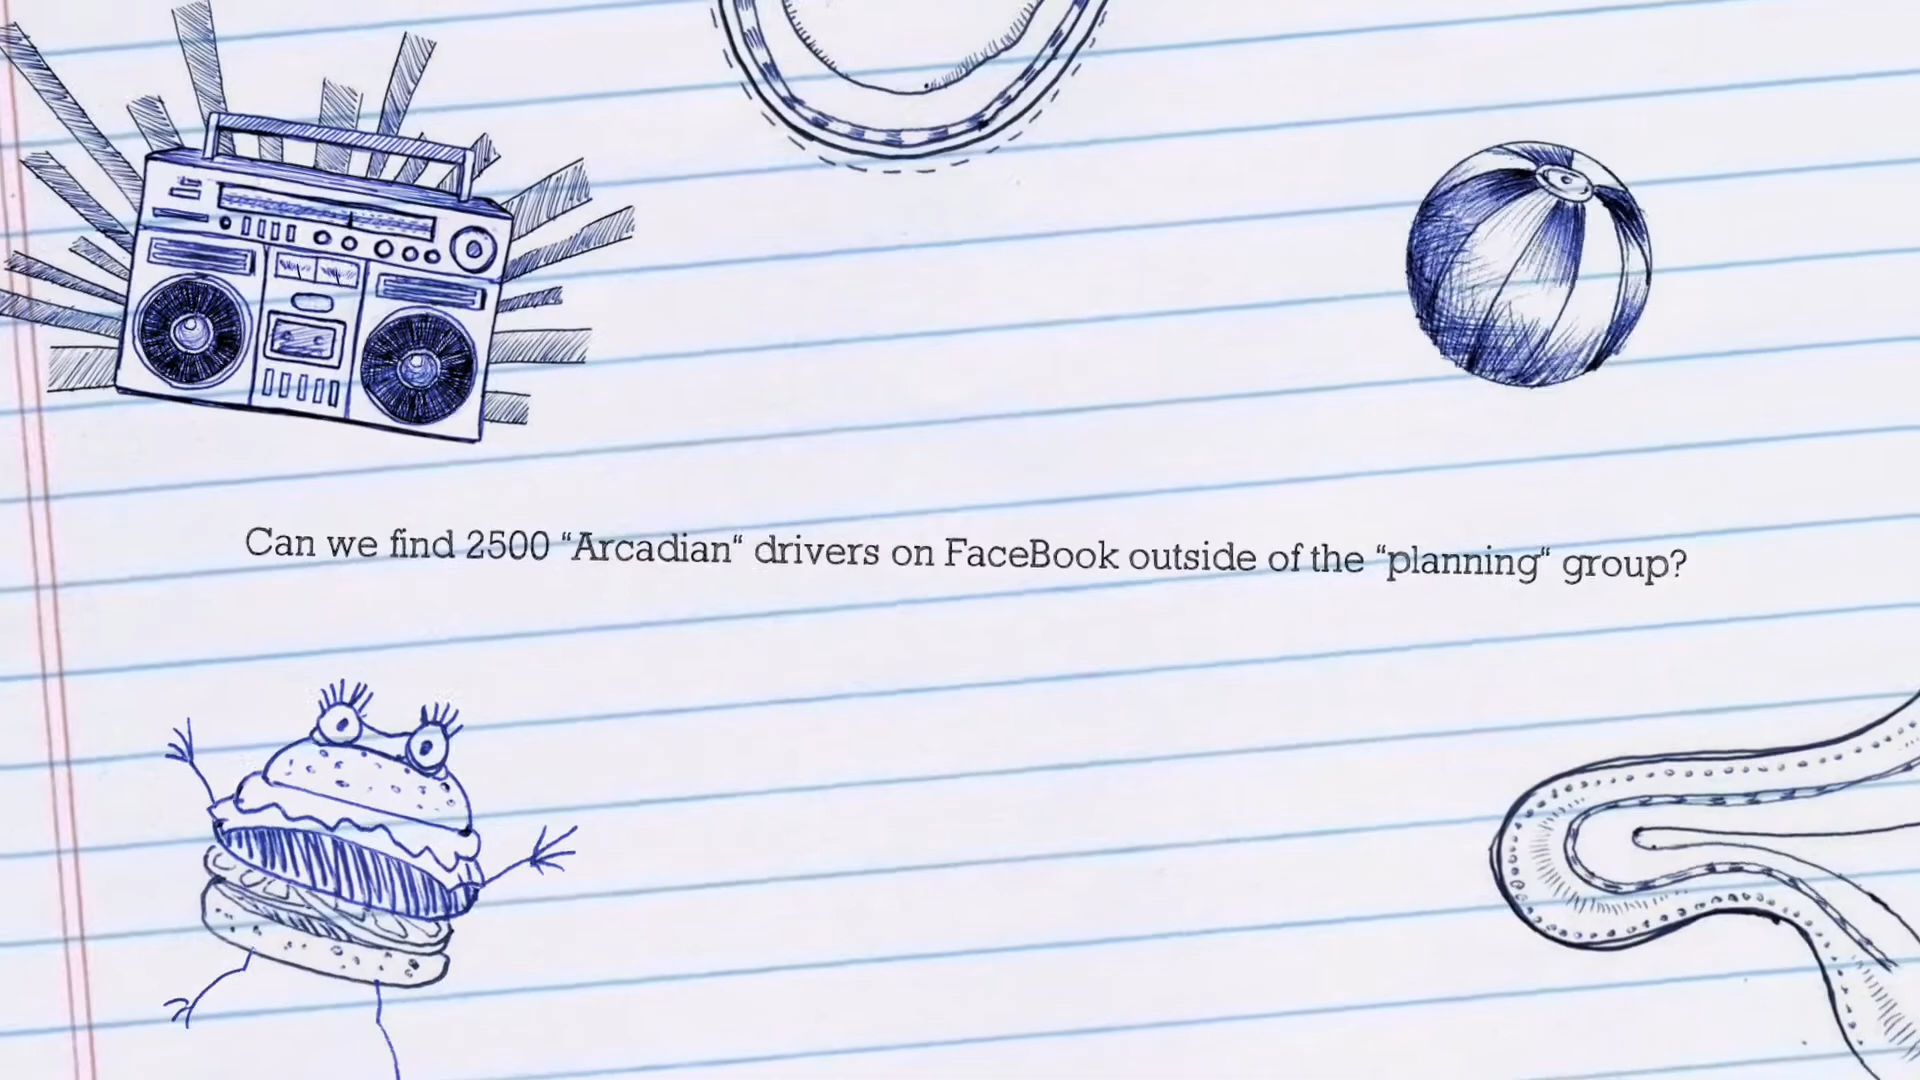 Can we find 2500 “Arcadian“ drivers on FaceBook outside of the “planning“ group?